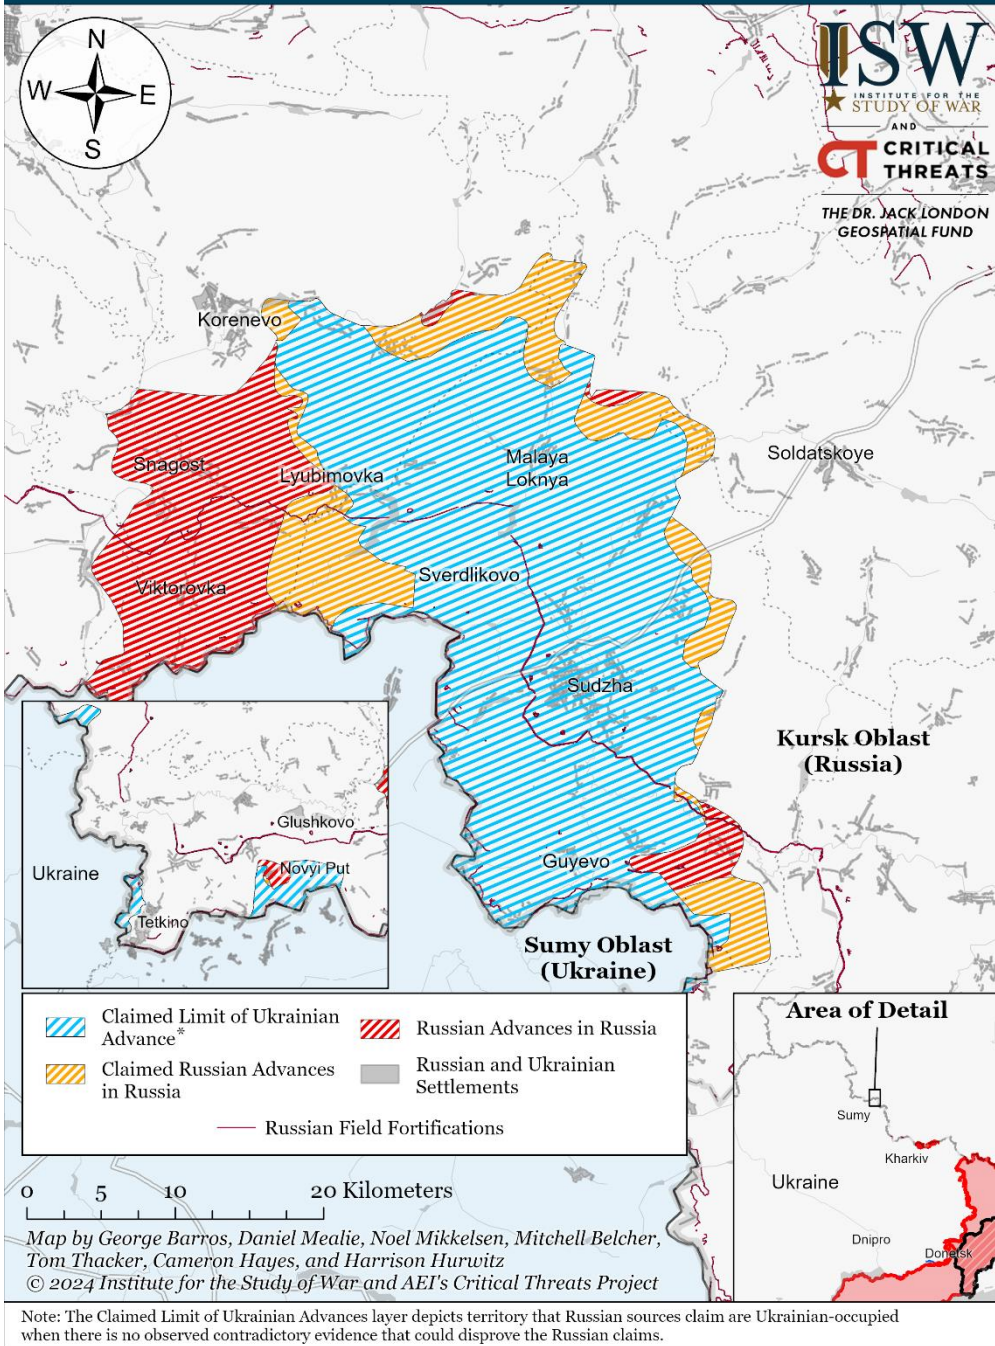 N
W
E
S
ISW
INSTITUTE FOR THE
STUDY OF WAR
AND
CT CRITICAL
THREATS
THE DR. JACK LONDON
GEOSPATIAL FUND
Korenevo
Snagost
Lyubimovka
Malaya
Loknya
Soldatskoye
Viktorovka
Sverdlikovo
Sudzha
Kursk Oblast
(Russia)
Guyevo
Sumy Oblast
(Ukraine)
Glushkovo
Ukraine
Novyi Put
Tetkino
Claimed Limit of Ukrainian
Advance*
Claimed Russian Advances
in Russia
Russian Advances in Russia
Russian and Ukrainian
Settlements
Russian Field Fortifications
Area of Detail
Sumy
Kharkiv
Ukraine
Dnipro
Donetsk
0 5 10 20 Kilometers
Map by George Barros, Daniel Mealie, Noel Mikkelsen, Mitchell Belcher,
Tom Thacker, Cameron Hayes, and Harrison Hurwitz
© 2024 Institute for the Study of War and AEI's Critical Threats Project
Note: The Claimed Limit of Ukrainian Advances layer depicts territory that Russian sources claim are Ukrainian-occupied
when there is no observed contradictory evidence that could disprove the Russian claims.